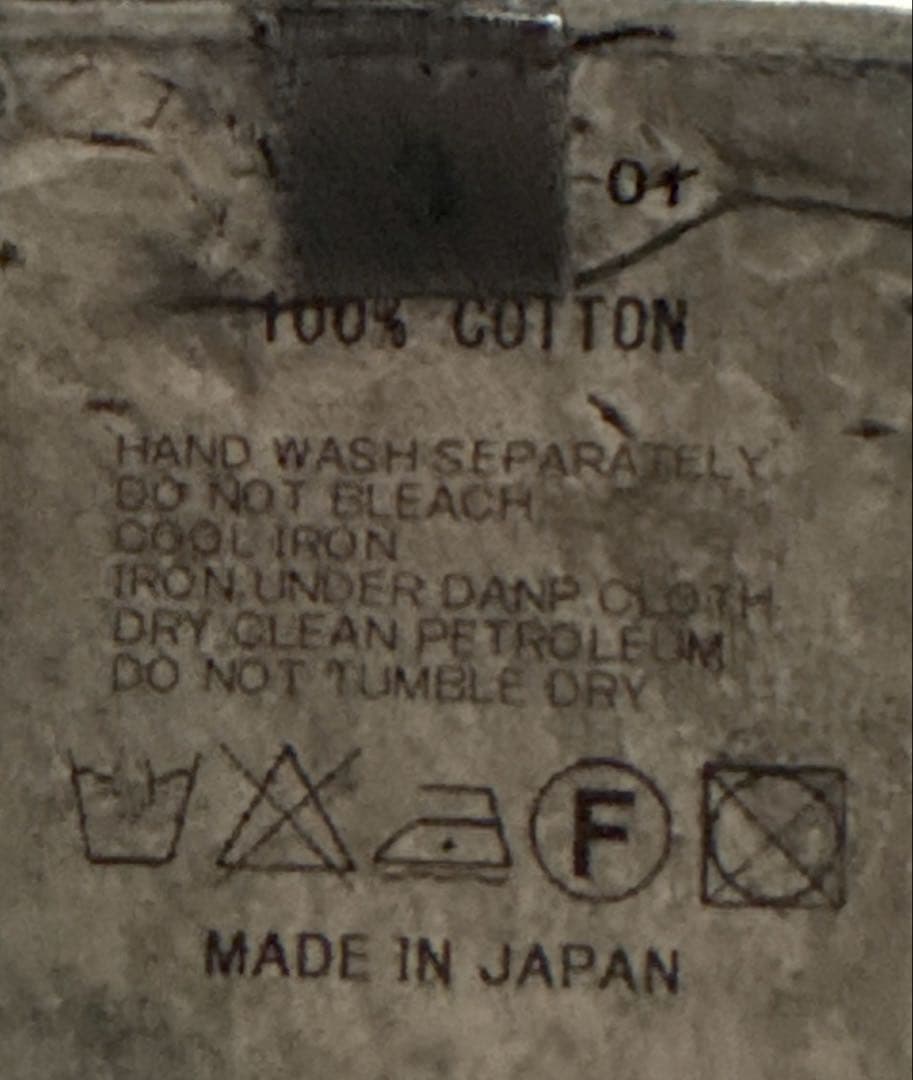 -0r
100% COTTON
HAND WASH SEPARATELY
DO NOT BLEACH
COOL IRON
IRON UNDER DANP CLOTH
DRY CLEAN PETROLEUM
DO NOT TUMBLE DRY
F
MADE IN JAPAN